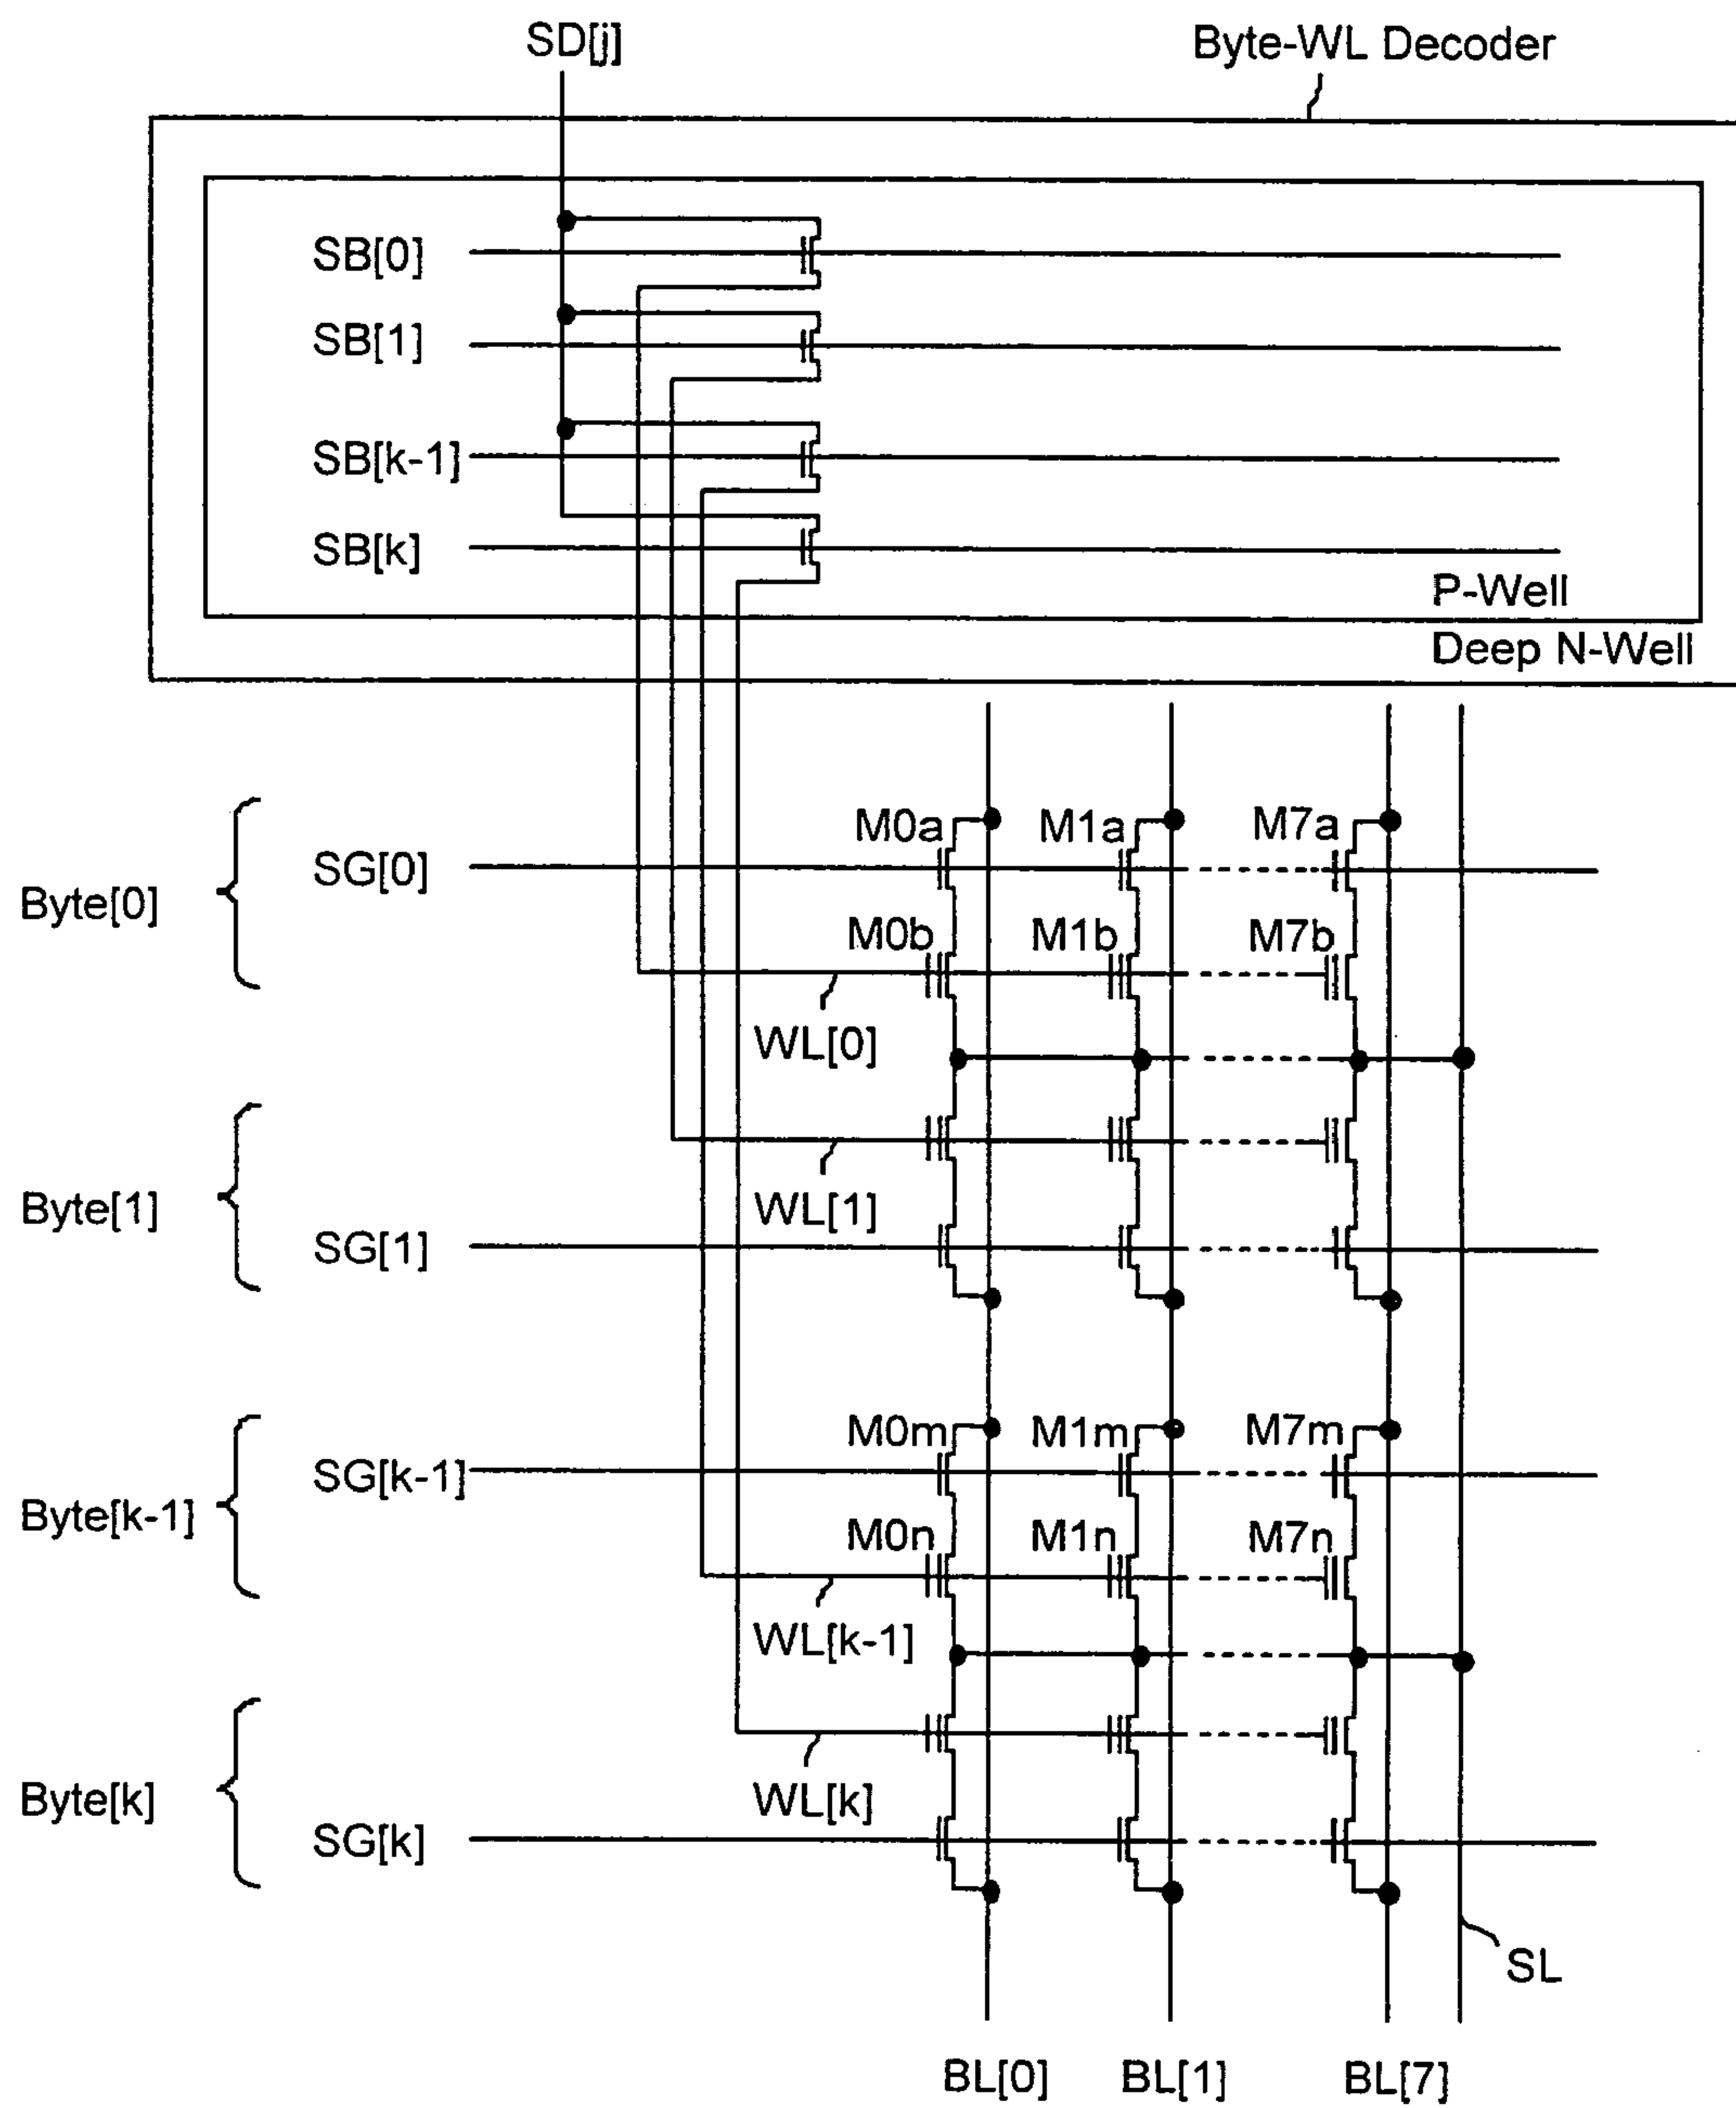 SD[j]
Byte-WL Decoder
SB[0]
SB[1]
SB[k-1]
SB[k]
P-Well
Deep N-Well
M0a M1a M7a
SG[0]
Byte[0]
M0b M1b M7b
WL[0]
Byte[1]
WL[1]
SG[1]
M0m M1m M7m
SG[k-1]
Byte[k-1]
M0n M1n M7n
WL[k-1]
Byte[k]
WL[k]
SG[k]
SL
BL[0] BL[1] BL[7]